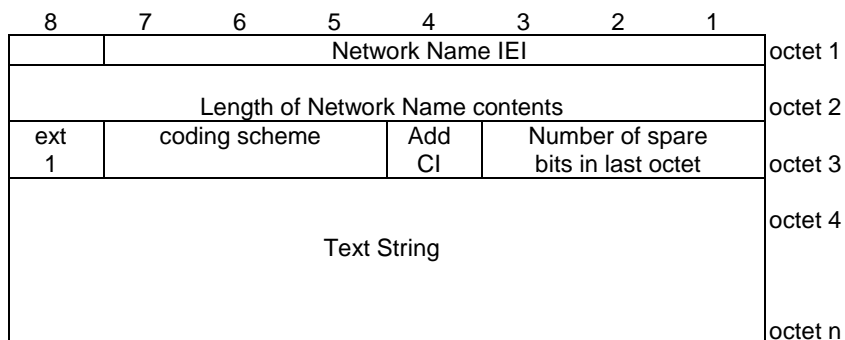 8 7 6 5 4 3 2 1
Network Name IEI octet 1
Length of Network Name contents octet 2
ext coding scheme Add Number of spare
1 CI bits in last octet octet 3
octet 4
Text String
octet n